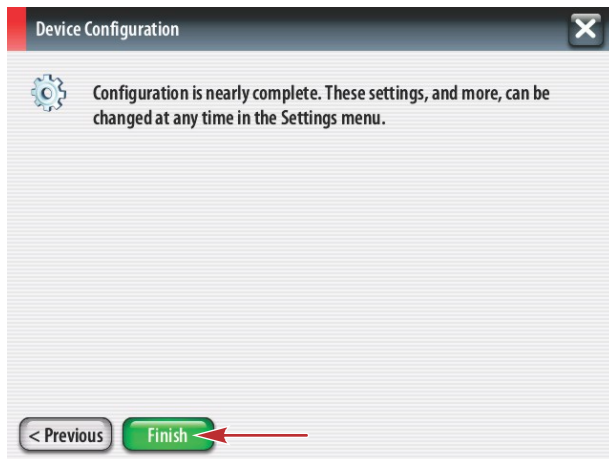 Device Configuration
Configuration is nearly complete. These settings, and more, can be
changed at any time in the Settings menu.
< Previous
Finish